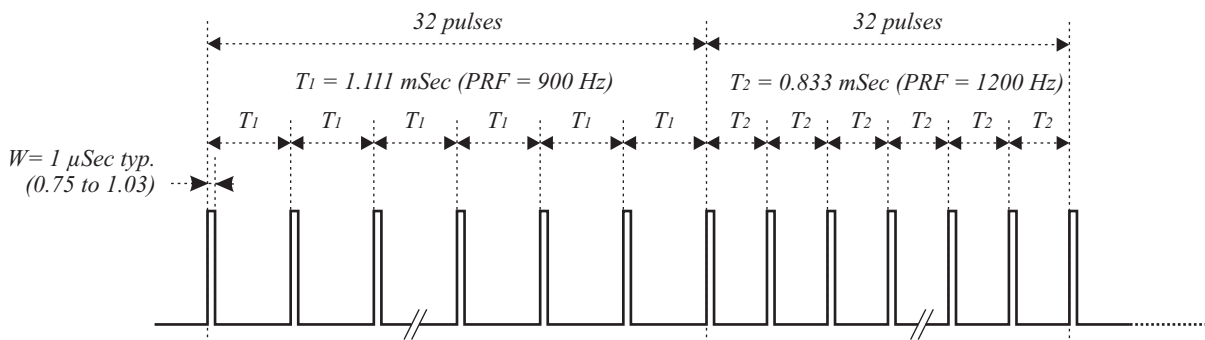 32 pulses 32 pulses
T1 = 1.111 mSec (PRF = 900 Hz) T2 = 0.833 mSec (PRF = 1200 Hz)
T1 T1 T1 T1 T1 T1 T2 T2 T2 T2 T2 T2
W= 1 µSec typ.
(0.75 to 1.03)